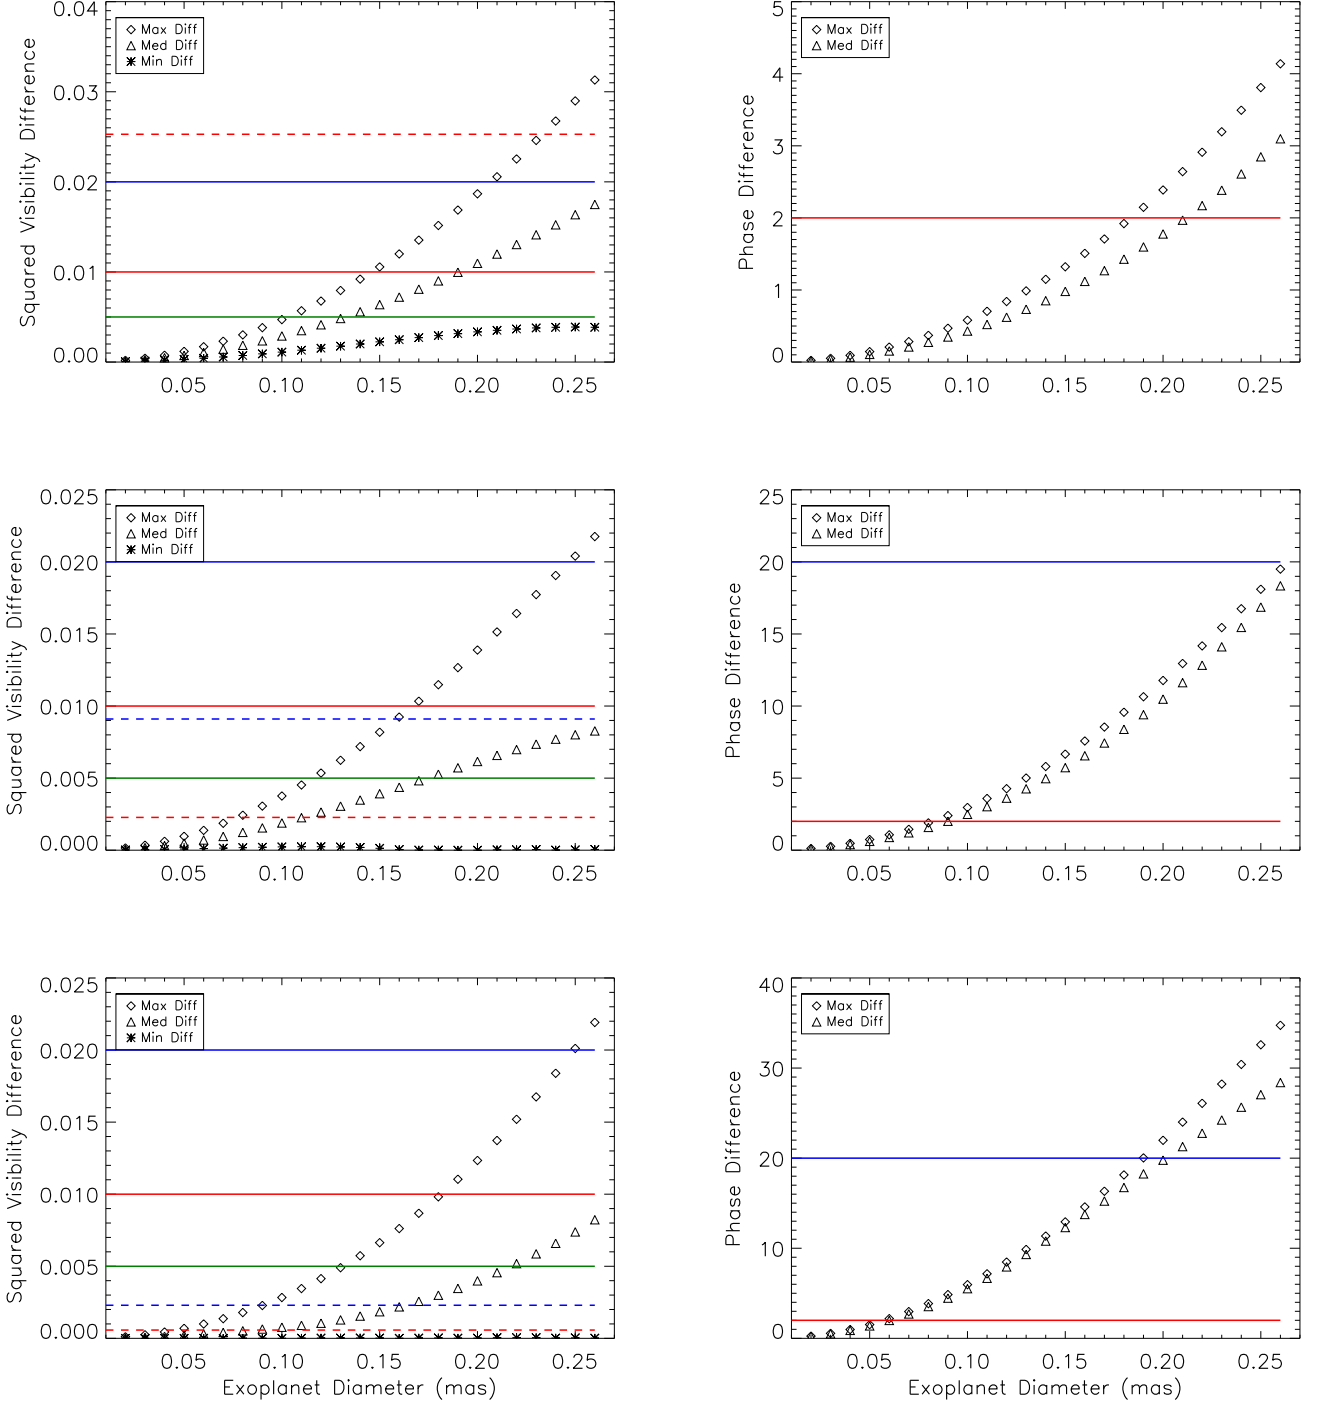 0.04
0.03
0.02
0.01
0.00
Squared Visibility Difference
Max Diff
Med Diff
Min Diff
0.05 0.10 0.15 0.20 0.25
5
4
3
2
1
0
Phase Difference
Max Diff
Med Diff
0.05 0.10 0.15 0.20 0.25
0.025
0.020
0.015
0.010
0.005
0.000
Squared Visibility Difference
Max Diff
Med Diff
Min Diff
0.05 0.10 0.15 0.20 0.25
25
20
15
10
5
0
Phase Difference
Max Diff
Med Diff
0.05 0.10 0.15 0.20 0.25
0.025
0.020
0.015
0.010
0.005
0.000
Squared Visibility Difference
Max Diff
Med Diff
Min Diff
0.05 0.10 0.15 0.20 0.25
Exoplanet Diameter (mas)
40
30
20
10
0
Phase Difference
Max Diff
Med Diff
0.05 0.10 0.15 0.20 0.25
Exoplanet Diameter (mas)